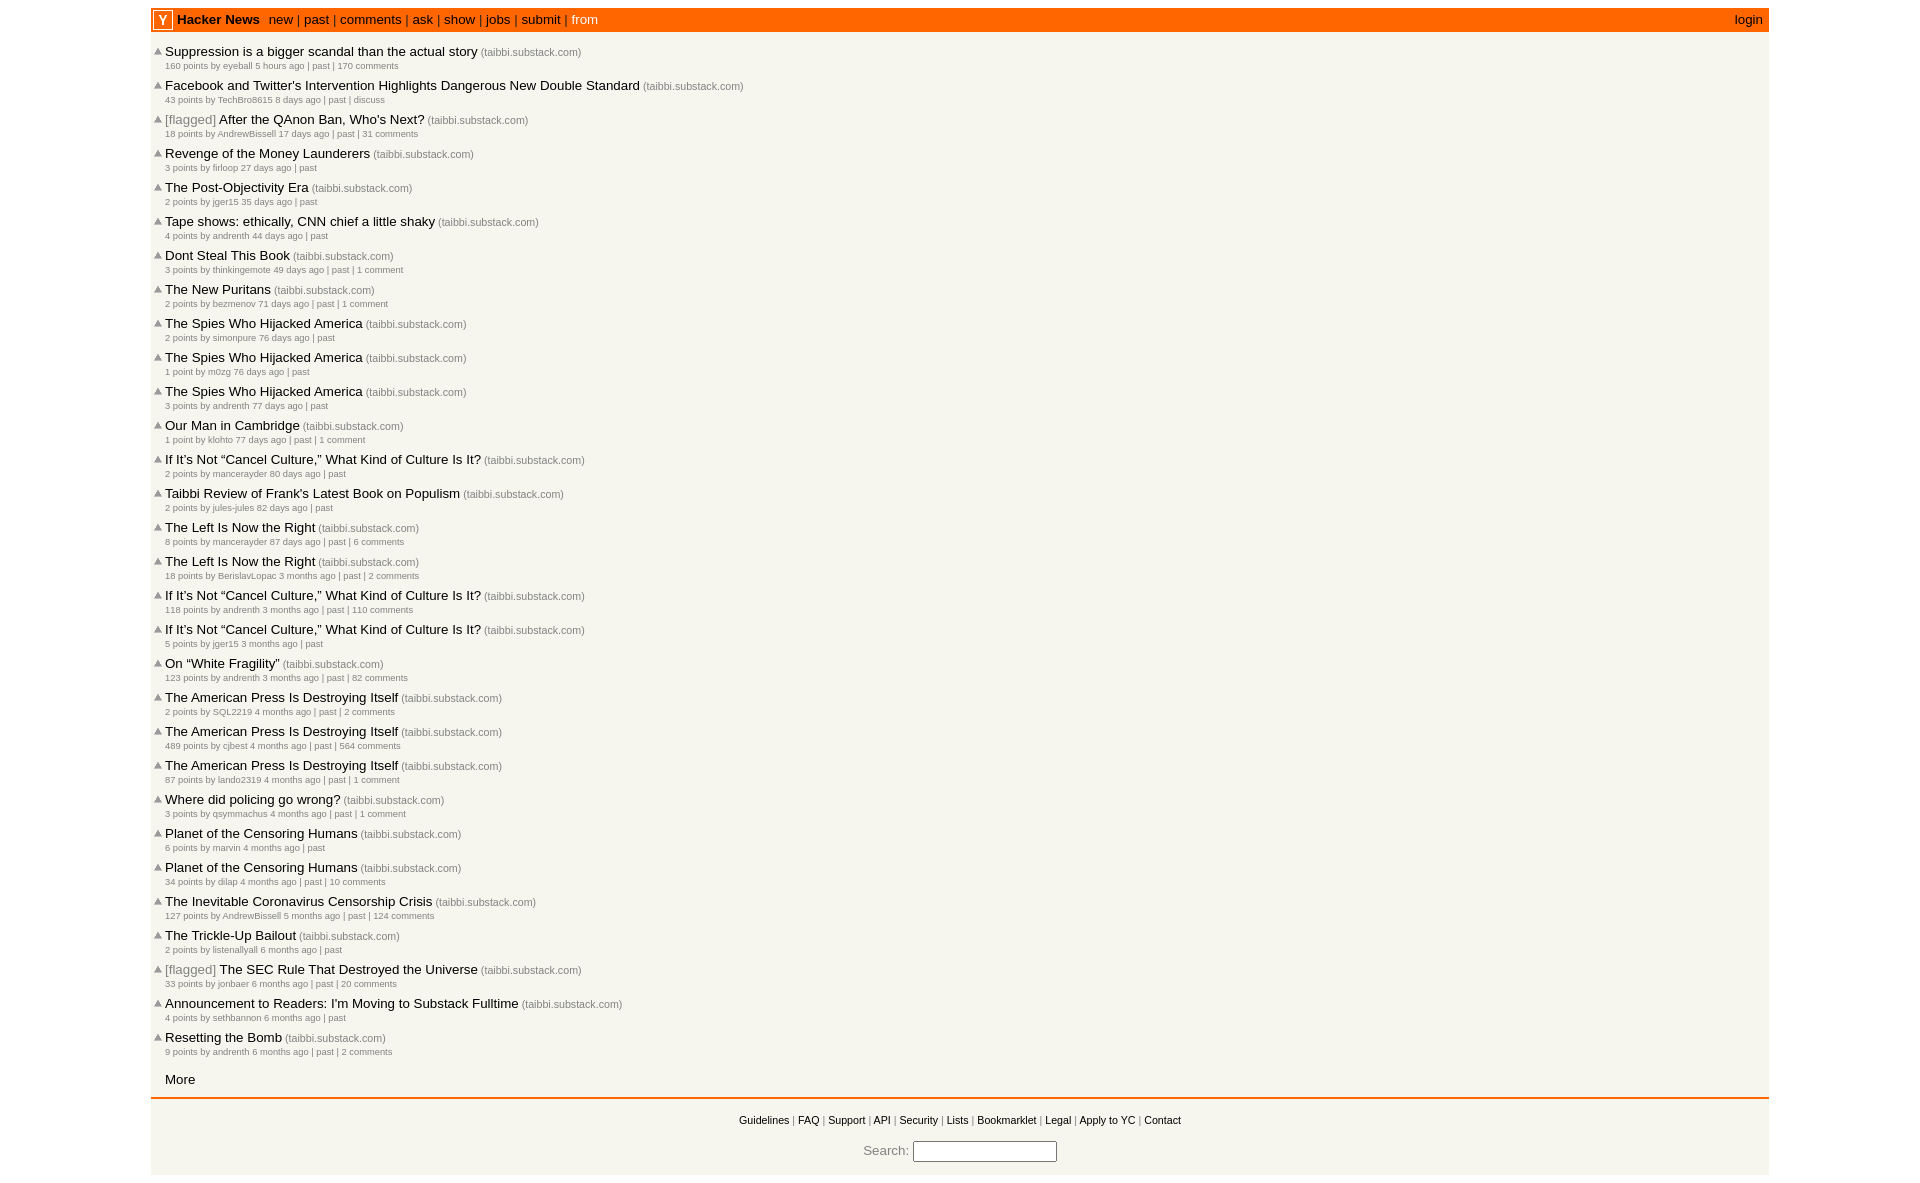 Y Hacker News new | past | comments | ask | show | jobs | submit | from login
Suppression is a bigger scandal than the actual story (taibbi.substack.com)
160 points by eyeball 5 hours ago | past | 170 comments
Facebook and Twitter's Intervention Highlights Dangerous New Double Standard (taibbi.substack.com)
43 points by TechBro8615 8 days ago | past | discuss
[flagged] After the QAnon Ban, Who's Next? (taibbi.substack.com)
18 points by AndrewBissell 17 days ago | past | 31 comments
Revenge of the Money Launderers (taibbi.substack.com)
3 points by firloop 27 days ago | past
The Post-Objectivity Era (taibbi.substack.com)
2 points by jger15 35 days ago | past
Tape shows: ethically, CNN chief a little shaky (taibbi.substack.com)
4 points by andrenth 44 days ago | past
Dont Steal This Book (taibbi.substack.com)
3 points by thinkingemote 49 days ago | past | 1 comment
The New Puritans (taibbi.substack.com)
2 points by bezmenov 71 days ago | past | 1 comment
The Spies Who Hijacked America (taibbi.substack.com)
2 points by simonpure 76 days ago | past
The Spies Who Hijacked America (taibbi.substack.com)
1 point by m0zg 76 days ago | past
The Spies Who Hijacked America (taibbi.substack.com)
3 points by andrenth 77 days ago | past
Our Man in Cambridge (taibbi.substack.com)
1 point by klohto 77 days ago | past | 1 comment
If It’s Not “Cancel Culture,” What Kind of Culture Is It? (taibbi.substack.com)
2 points by mancerayder 80 days ago | past
Taibbi Review of Frank's Latest Book on Populism (taibbi.substack.com)
2 points by jules-jules 82 days ago | past
The Left Is Now the Right (taibbi.substack.com)
8 points by mancerayder 87 days ago | past | 6 comments
The Left Is Now the Right (taibbi.substack.com)
18 points by BerislavLopac 3 months ago | past | 2 comments
If It’s Not “Cancel Culture,” What Kind of Culture Is It? (taibbi.substack.com)
118 points by andrenth 3 months ago | past | 110 comments
If It’s Not “Cancel Culture,” What Kind of Culture Is It? (taibbi.substack.com)
5 points by jger15 3 months ago | past
On “White Fragility” (taibbi.substack.com)
123 points by andrenth 3 months ago | past | 82 comments
The American Press Is Destroying Itself (taibbi.substack.com)
2 points by SQL2219 4 months ago | past | 2 comments
The American Press Is Destroying Itself (taibbi.substack.com)
489 points by cjbest 4 months ago | past | 564 comments
The American Press Is Destroying Itself (taibbi.substack.com)
87 points by lando2319 4 months ago | past | 1 comment
Where did policing go wrong? (taibbi.substack.com)
3 points by qsymmachus 4 months ago | past | 1 comment
Planet of the Censoring Humans (taibbi.substack.com)
6 points by marvin 4 months ago | past
Planet of the Censoring Humans (taibbi.substack.com)
34 points by dilap 4 months ago | past | 10 comments
The Inevitable Coronavirus Censorship Crisis (taibbi.substack.com)
127 points by AndrewBissell 5 months ago | past | 124 comments
The Trickle-Up Bailout (taibbi.substack.com)
2 points by listenallyall 6 months ago | past
[flagged] The SEC Rule That Destroyed the Universe (taibbi.substack.com)
33 points by jonbaer 6 months ago | past | 20 comments
Announcement to Readers: I'm Moving to Substack Fulltime (taibbi.substack.com)
4 points by sethbannon 6 months ago | past
Resetting the Bomb (taibbi.substack.com)
9 points by andrenth 6 months ago | past | 2 comments
More
Guidelines | FAQ | Support | API | Security | Lists | Bookmarklet | Legal | Apply to YC | Contact
Search: